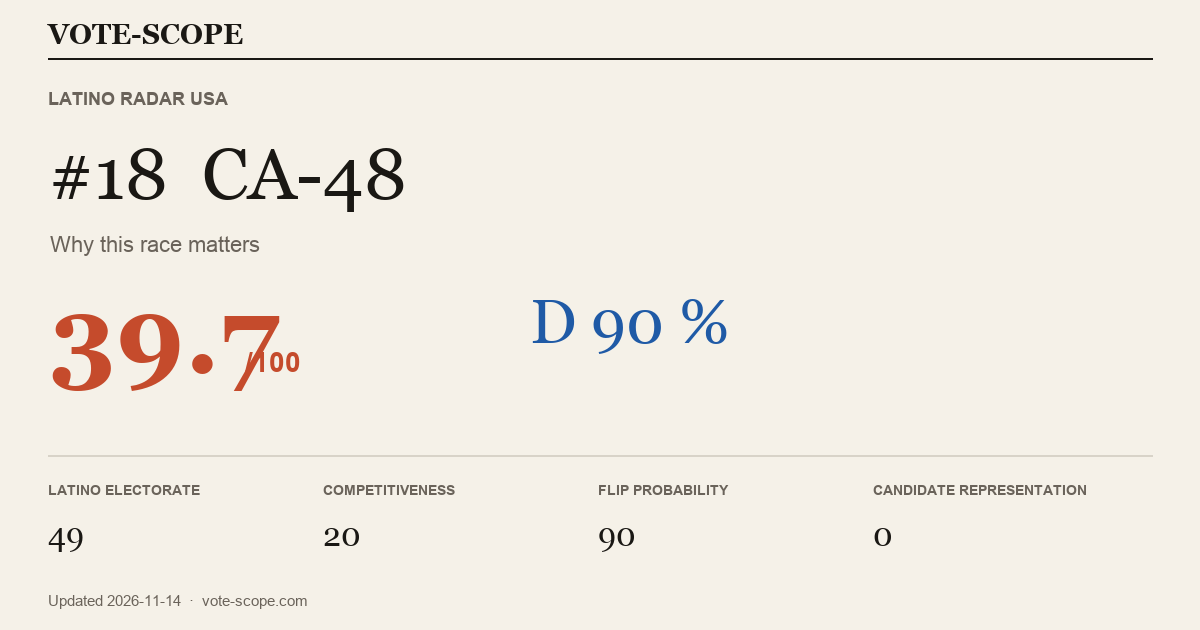 VOTE-SCOPE
LATINO RADAR USA
#18 CA-48
Why this race matters
39.7/100
D 90 %
LATINO ELECTORATE
COMPETITIVENESS
FLIP PROBABILITY
CANDIDATE REPRESENTATION
49
20
90
0
Updated 2026-11-14 · vote-scope.com